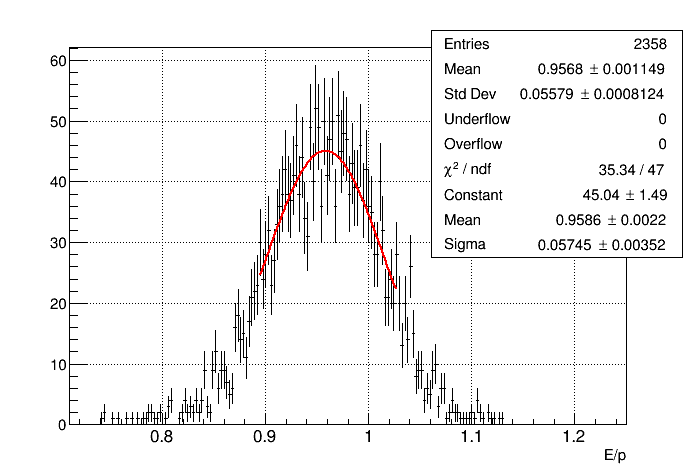 Entries 2358
Mean 0.9568 ± 0.001149
Std Dev 0.05579 ± 0.0008124
Underflow 0
Overflow 0
χ² / ndf 35.34 / 47
Constant 45.04 ± 1.49
Mean 0.9586 ± 0.0022
Sigma 0.05745 ± 0.00352
60
50
40
30
20
10
0
0.8 0.9 1 1.1 1.2
E/p